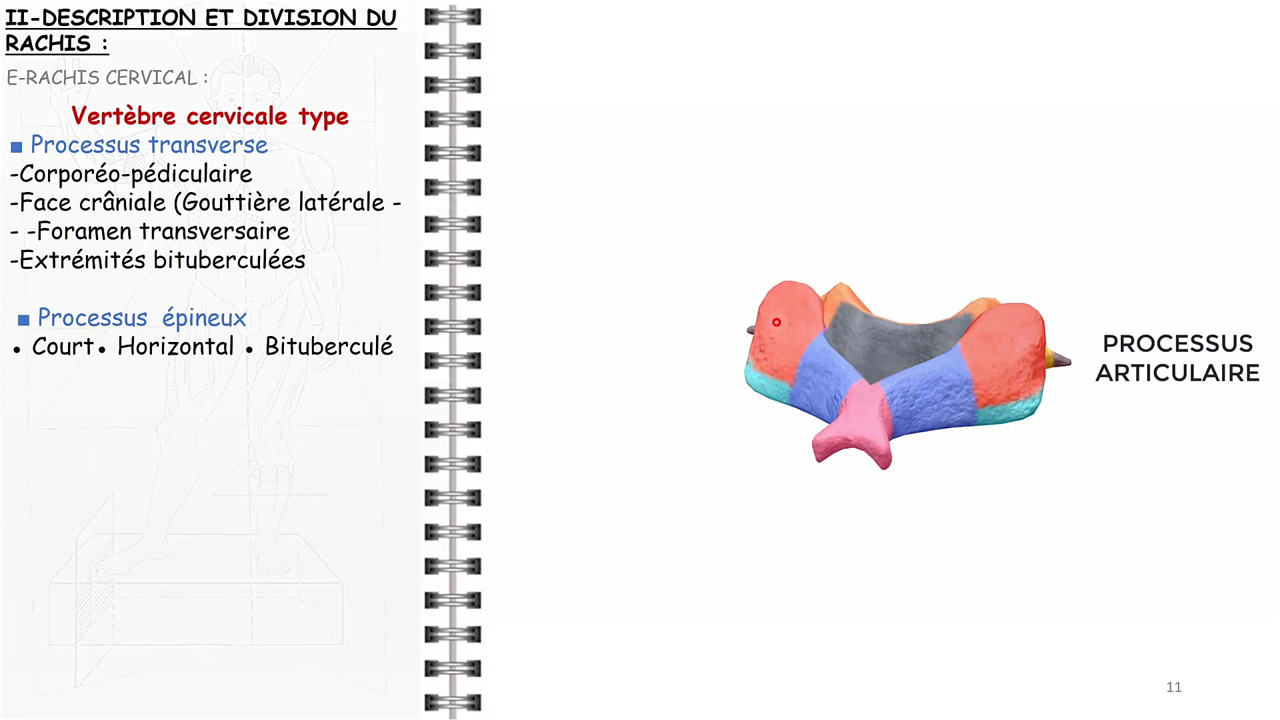 II-DESCRIPTION ET DIVISION DU
RACHIS :
E-RACHIS CERVICAL :
Vertèbre cervicale type
▪ Processus transverse
-Corporéo-pédiculaire
-Face crâniale (Gouttière latérale -
- -Foramen transversaire
-Extrémités bituberculées
▪ Processus épineux
• Court• Horizontal • Bituberculé
PROCESSUS
ARTICULAIRE
11